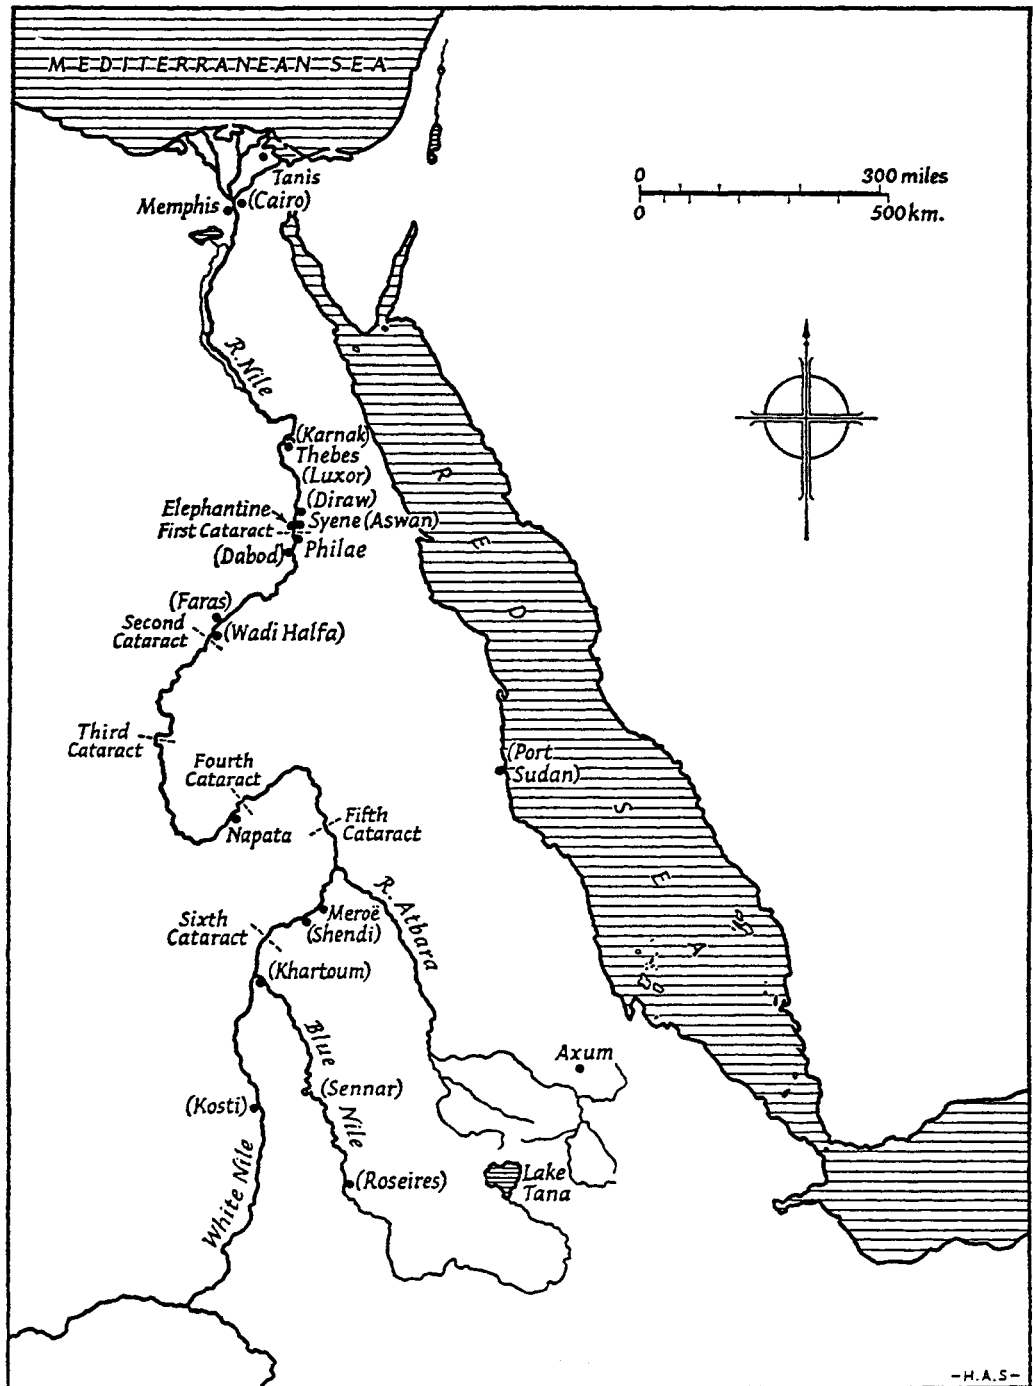 MEDITERRANEAN SEA
Tanis
Memphis
(Cairo)
0 300 miles
0 500 km.
R. Nile
(Karnak)
Thebes
(Luxor)
(Diraw)
Elephantine
Syene (Aswan)
First Cataract
Philae
(Dabod)
(Faras)
Second
Cataract
(Wadi Halfa)
Third
Cataract
Fourth
Cataract
Napata
Fifth
Cataract
(Port
Sudan)
RED SEA
R. Atbara
Meroë
(Shendi)
Sixth
Cataract
(Khartoum)
Blue Nile
Axum
(Sennar)
(Kosti)
White Nile
(Roseires)
Lake
Tana
-H.A.S-